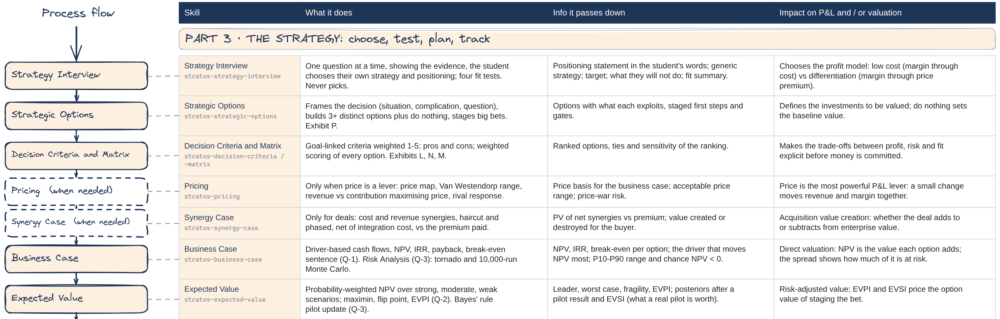 Process flow
Skill
What it does
Info it passes down
Impact on P&L and / or valuation
PART 3 · THE STRATEGY: choose, test, plan, track
Strategy Interview
Strategy Interview
stratos-strategy-interview
One question at a time, showing the evidence, the student
chooses their own strategy and positioning; four fit tests.
Never picks.
Positioning statement in the student's words; generic
strategy; target; what they will not do; fit summary.
Chooses the profit model: low cost (margin through
cost) vs differentiation (margin through price
premium).
Strategic Options
Strategic Options
stratos-strategic-options
Frames the decision (situation, complication, question),
builds 3+ distinct options plus do nothing, stages big bets.
Exhibit P.
Options with what each exploits, staged first steps and
gates.
Defines the investments to be valued; do nothing sets
the baseline value.
Decision Criteria and Matrix
Decision Criteria and Matrix
stratos-decision-criteria /
-matrix
Goal-linked criteria weighted 1-5; pros and cons; weighted
scoring of every option. Exhibits L, N, M.
Ranked options, ties and sensitivity of the ranking.
Makes the trade-offs between profit, risk and fit
explicit before money is committed.
Pricing (when needed)
Pricing
stratos-pricing
Only when price is a lever: price map, Van Westendorp range,
revenue vs contribution maximising price, rival response.
Price basis for the business case; acceptable price
range; price-war risk.
Price is the most powerful P&L lever: a small change
moves revenue and margin together.
Synergy Case (when needed)
Synergy Case
stratos-synergy-case
Only for deals: cost and revenue synergies, haircut and
phased, net of integration cost, vs the premium paid.
PV of net synergies vs premium; value created or
destroyed for the buyer.
Acquisition value creation: whether the deal adds to
or subtracts from enterprise value.
Business Case
Business Case
stratos-business-case
Driver-based cash flows, NPV, IRR, payback, break-even
sentence (Q-1). Risk Analysis (Q-3): tornado and 10,000-run
Monte Carlo.
NPV, IRR, break-even per option; the driver that moves
NPV most; P10-P90 range and chance NPV < 0.
Direct valuation: NPV is the value each option adds;
the spread shows how much of it is at risk.
Expected Value
Expected Value
stratos-expected-value
Probability-weighted NPV over strong, moderate, weak
scenarios; maximin, flip point, EVPI (Q-2). Bayes' rule
pilot update (Q-3).
Leader, worst case, fragility, EVPI; posteriors after a
pilot result and EVSI (what a real pilot is worth).
Risk-adjusted value; EVPI and EVSI price the option
value of staging the bet.